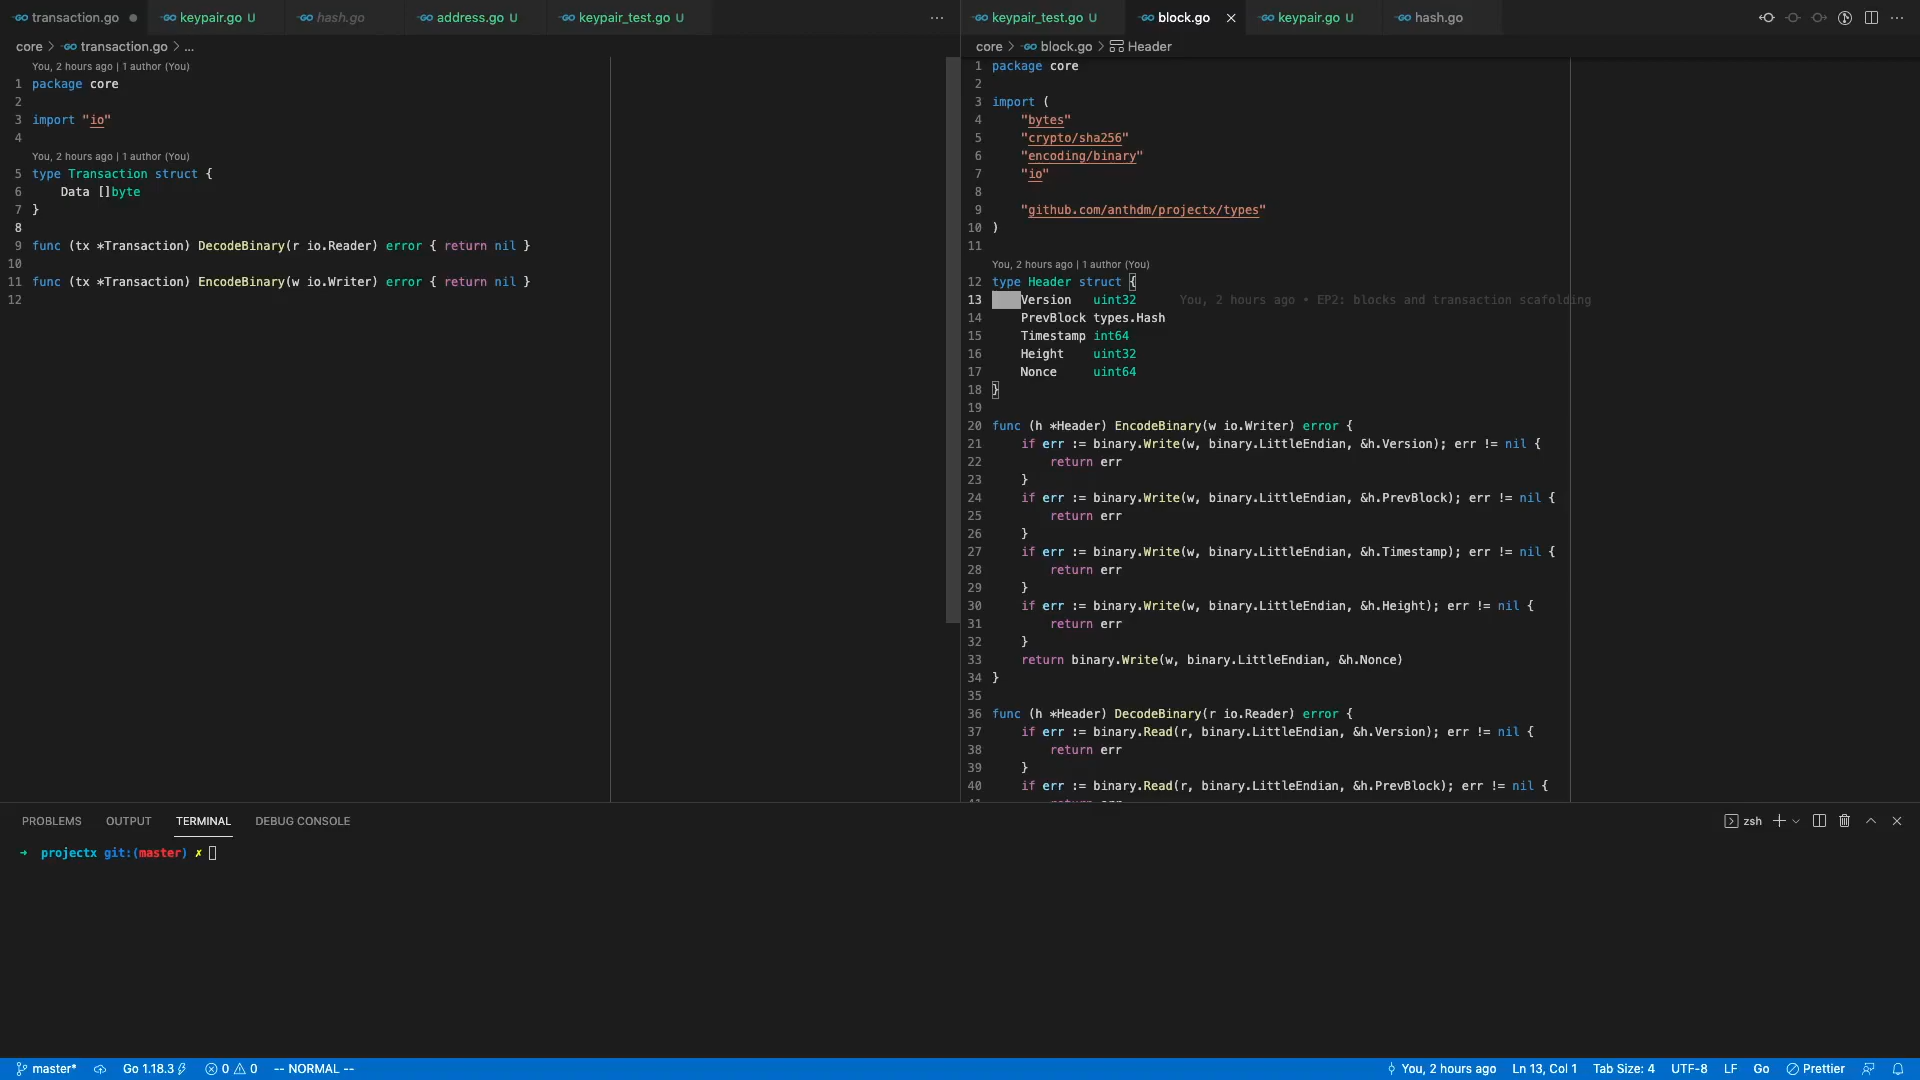 transaction.go
keypair.go U
hash.go
address.go U
keypair_test.go U
core > transaction.go > ...
You, 2 hours ago | 1 author (You)
1 package core
2
3 import "io"
4
You, 2 hours ago | 1 author (You)
5 type Transaction struct {
6 Data []byte
7 }
8
9 func (tx *Transaction) DecodeBinary(r io.Reader) error { return nil }
10
11 func (tx *Transaction) EncodeBinary(w io.Writer) error { return nil }
12
keypair_test.go U
block.go
keypair.go U
hash.go
core > block.go > Header
1 package core
2
3 import (
4 "bytes"
5 "crypto/sha256"
6 "encoding/binary"
7 "io"
8
9 "github.com/anthdm/projectx/types"
10 )
11
You, 2 hours ago | 1 author (You)
12 type Header struct {
13 Version uint32 You, 2 hours ago • EP2: blocks and transaction scafolding
14 PrevBlock types.Hash
15 Timestamp int64
16 Height uint32
17 Nonce uint64
18 }
19
20 func (h *Header) EncodeBinary(w io.Writer) error {
21 if err := binary.Write(w, binary.LittleEndian, &h.Version); err != nil {
22 return err
23 }
24 if err := binary.Write(w, binary.LittleEndian, &h.PrevBlock); err != nil {
25 return err
26 }
27 if err := binary.Write(w, binary.LittleEndian, &h.Timestamp); err != nil {
28 return err
29 }
30 if err := binary.Write(w, binary.LittleEndian, &h.Height); err != nil {
31 return err
32 }
33 return binary.Write(w, binary.LittleEndian, &h.Nonce)
34 }
35
36 func (h *Header) DecodeBinary(r io.Reader) error {
37 if err := binary.Read(r, binary.LittleEndian, &h.Version); err != nil {
38 return err
39 }
40 if err := binary.Read(r, binary.LittleEndian, &h.PrevBlock); err != nil {
PROBLEMS OUTPUT TERMINAL DEBUG CONSOLE
zsh
→ projectx git:(master) ✗
master* Go 1.18.3 0 0 -- NORMAL --
You, 2 hours ago Ln 13, Col 1 Tab Size: 4 UTF-8 LF Go Prettier